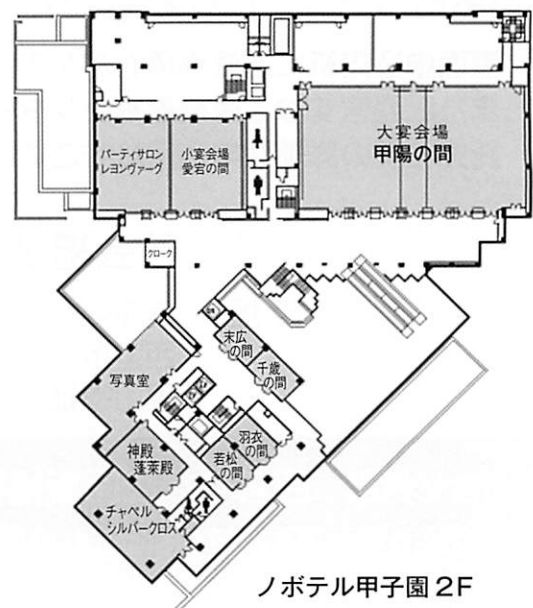 パーティサロン
レヨンヴァーグ
小宴会場
愛宕の間
大宴会場
甲陽の間
クローク
末広
の間
千歳
の間
写真室
羽衣
の間
神殿
蓬莱殿
若松
の間
チャペル
シルバークロス
ノボテル甲子園2F